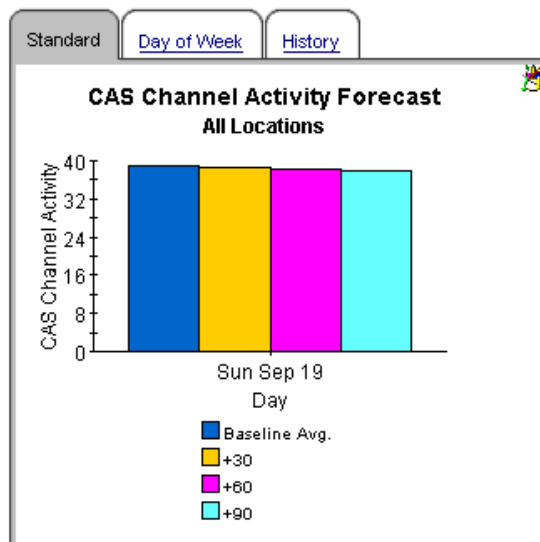 Standard
Day of Week
History
CAS Channel Activity Forecast
All Locations
CAS Channel Activity
40
32
24
16
8
0
Sun Sep 19
Day
Baseline Avg.
+30
+60
+90